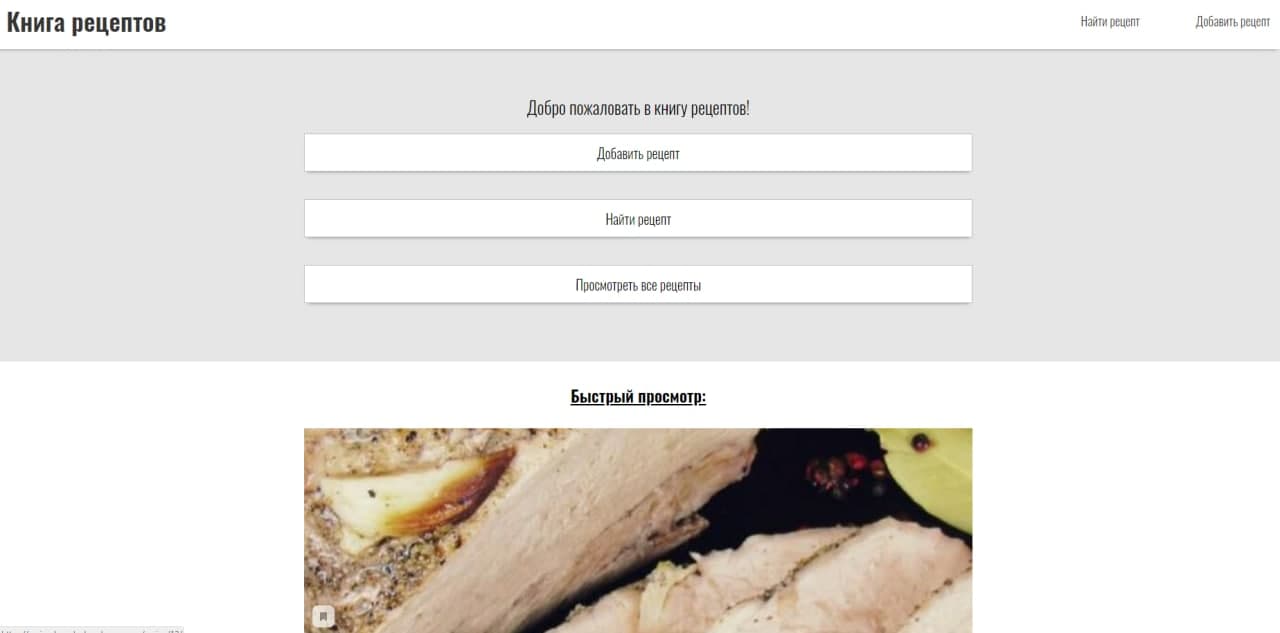 Книга рецептов
Найти рецепт
Добавить рецепт
Добро пожаловать в книгу рецептов!
Добавить рецепт
Найти рецепт
Просмотреть все рецепты
Быстрый просмотр: